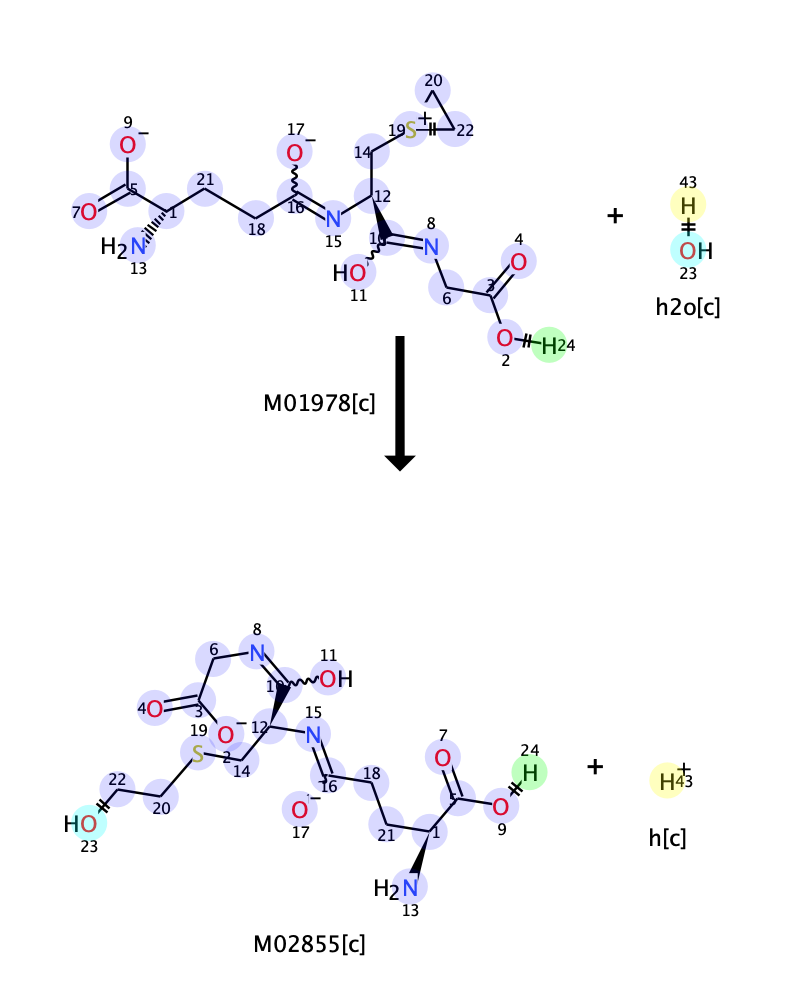 20
9
17
19 S + 22
O −
O −
14
5
21
43
H
7 O
1
16
12
+
18
N
15
10
8
N
4
O
H2N
13
HO
11
OH
23
6
3
h2o[c]
O
2
H 24
M01978[c]
8
N
6
11
10
OH
4 O
3
19
O −
2
12
15
N
7
O
24
H
S
14
+
H + 43
22
20
16
18
5
O
9
HO
23
O −
17
21
1
h[c]
H2N
13
M02855[c]